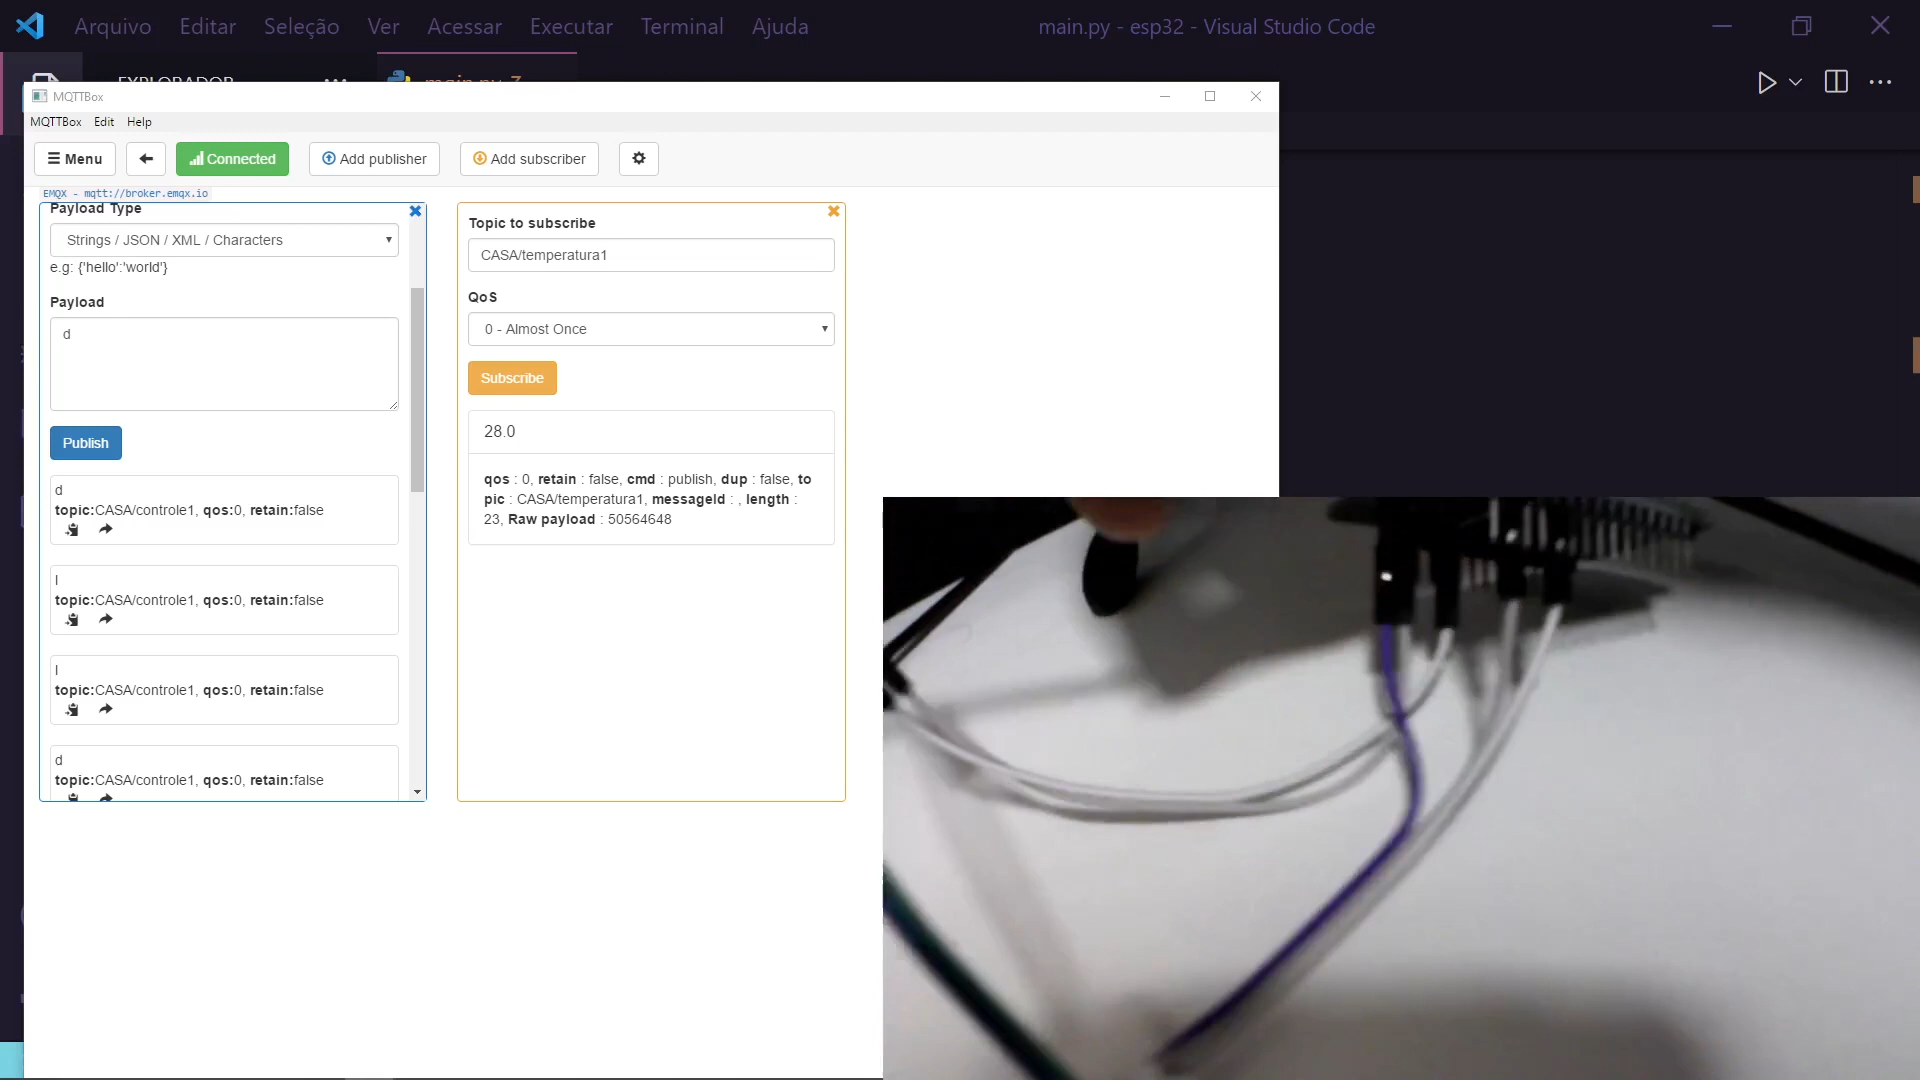 Arquivo Editar Seleção Ver Acessar Executar Terminal Ajuda main.py - esp32 - Visual Studio Code
EXPLORADOR main.py 7
MQTTBox
MQTTBox Edit Help
Menu Connected Add publisher Add subscriber
EMQX - mqtt://broker.emqx.io
Payload Type
Strings / JSON / XML / Characters
e.g: {'hello':'world'}
Payload
d
Publish
d
topic:CASA/controle1, qos:0, retain:false
l
topic:CASA/controle1, qos:0, retain:false
l
topic:CASA/controle1, qos:0, retain:false
d
topic:CASA/controle1, qos:0, retain:false
Topic to subscribe
CASA/temperatura1
QoS
0 - Almost Once
Subscribe
28.0
qos : 0, retain : false, cmd : publish, dup : false, to
pic : CASA/temperatura1, messageId : , length :
23, Raw payload : 50564648